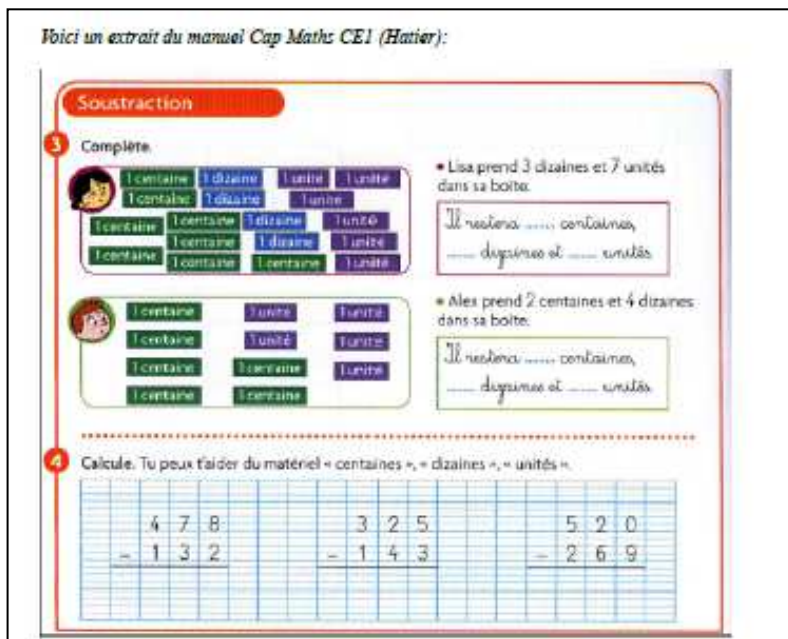 Voici un extrait du manuel Cap Maths CE1 (Hatier):
Soustraction
3 Complète.
1 centaine 1 dizaine 1 unité 1 unité
1 centaine 1 dizaine 1 unité
1 centaine 1 centaine 1 dizaine 1 unité
1 centaine 1 dizaine 1 unité
1 centaine 1 centaine 1 centaine 1 unité
• Lisa prend 3 dizaines et 7 unités
dans sa boîte.
Il restera ...... centaines,
...... dizaines et ...... unités.
1 centaine 1 unité 1 unité
1 centaine 1 unité 1 unité
1 centaine 1 centaine 1 unité
1 centaine 1 centaine
• Alex prend 2 centaines et 4 dizaines
dans sa boîte.
Il restera ...... centaines,
...... dizaines et ...... unités.
4 Calcule. Tu peux t'aider du matériel « centaines », « dizaines », « unités ».
4 7 8 3 2 5 5 2 0
- 1 3 2 - 1 4 3 - 2 6 9